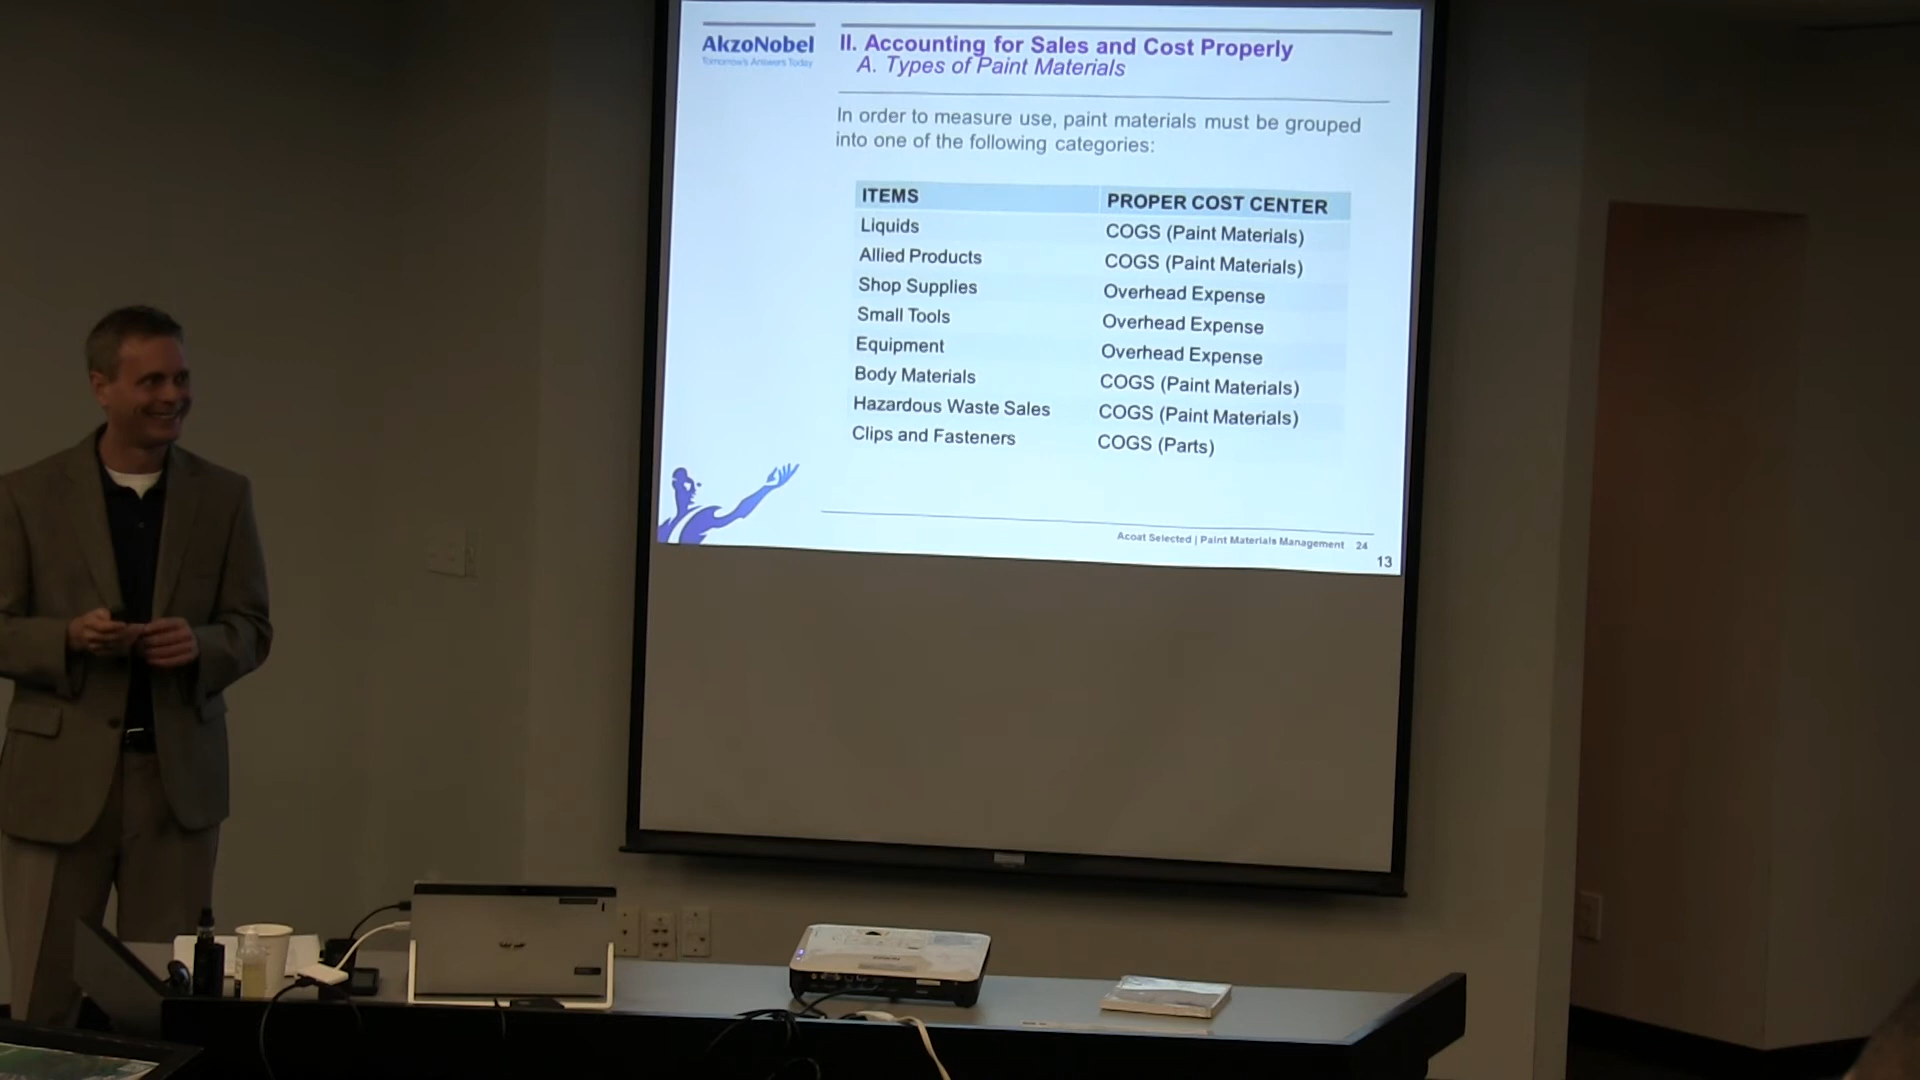 AkzoNobel
Tomorrow's Answers Today
II. Accounting for Sales and Cost Properly
A. Types of Paint Materials
In order to measure use, paint materials must be grouped
into one of the following categories:
ITEMS PROPER COST CENTER
Liquids COGS (Paint Materials)
Allied Products COGS (Paint Materials)
Shop Supplies Overhead Expense
Small Tools Overhead Expense
Equipment Overhead Expense
Body Materials COGS (Paint Materials)
Hazardous Waste Sales COGS (Paint Materials)
Clips and Fasteners COGS (Parts)
Acoat Selected | Paint Materials Management 24
13